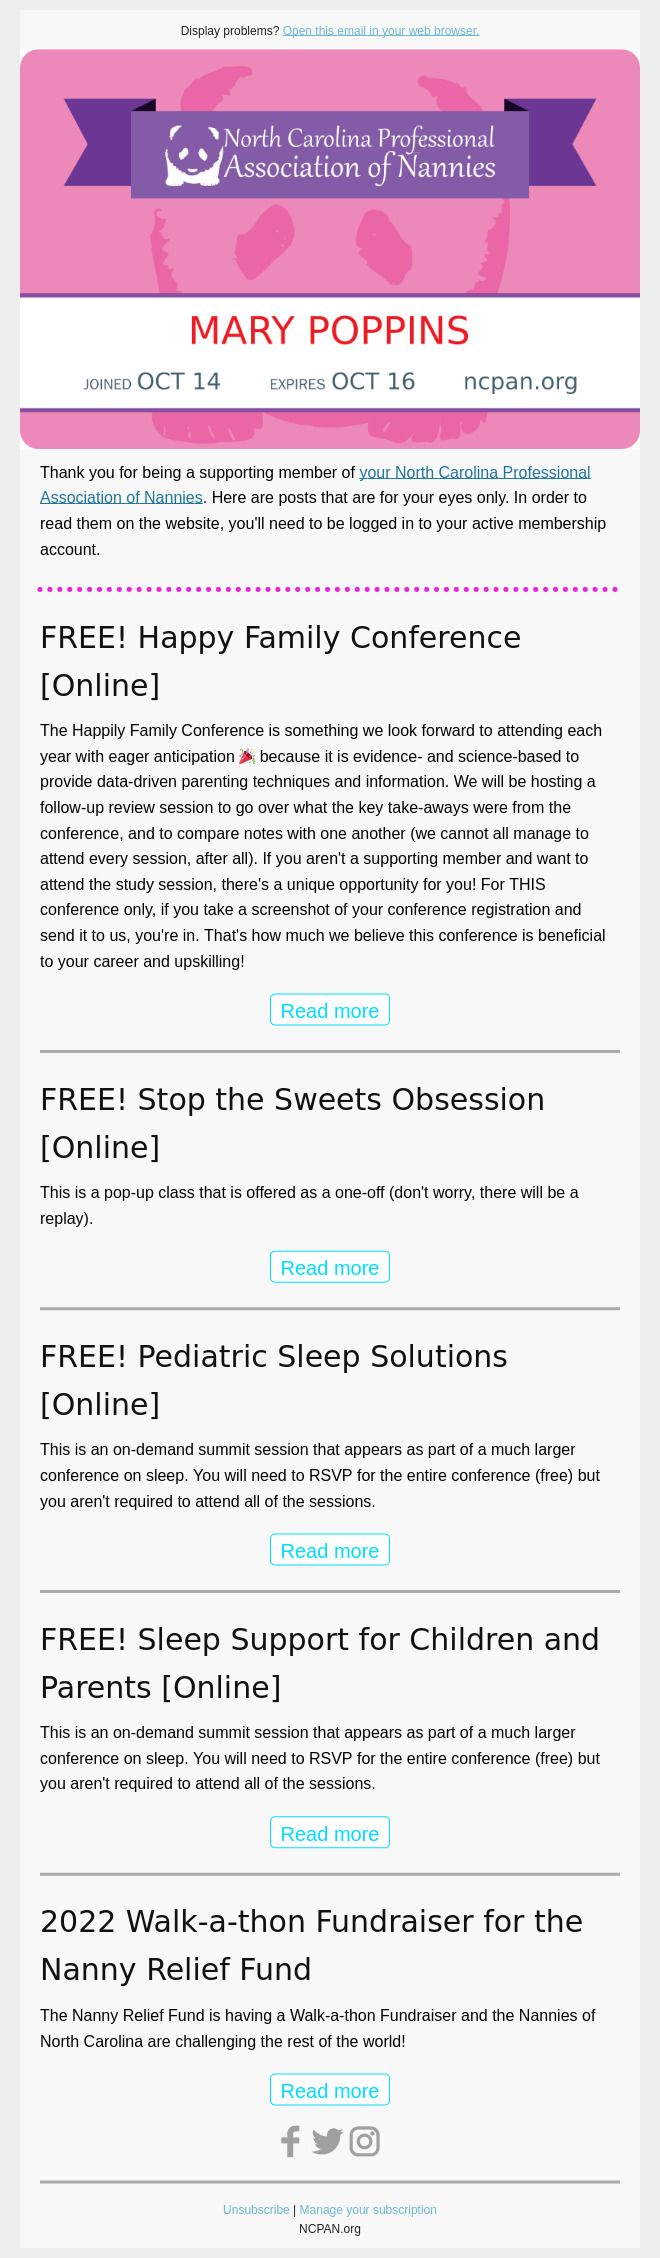 Display problems? Open this email in your web browser.
North Carolina Professional
Association of Nannies
MARY POPPINS
JOINED OCT 14 EXPIRES OCT 16 ncpan.org
Thank you for being a supporting member of your North Carolina Professional
Association of Nannies. Here are posts that are for your eyes only. In order to
read them on the website, you'll need to be logged in to your active membership
account.
FREE! Happy Family Conference
[Online]
The Happily Family Conference is something we look forward to attending each
year with eager anticipation 🎉 because it is evidence- and science-based to
provide data-driven parenting techniques and information. We will be hosting a
follow-up review session to go over what the key take-aways were from the
conference, and to compare notes with one another (we cannot all manage to
attend every session, after all). If you aren't a supporting member and want to
attend the study session, there's a unique opportunity for you! For THIS
conference only, if you take a screenshot of your conference registration and
send it to us, you're in. That's how much we believe this conference is beneficial
to your career and upskilling!
Read more
FREE! Stop the Sweets Obsession
[Online]
This is a pop-up class that is offered as a one-off (don't worry, there will be a
replay).
Read more
FREE! Pediatric Sleep Solutions
[Online]
This is an on-demand summit session that appears as part of a much larger
conference on sleep. You will need to RSVP for the entire conference (free) but
you aren't required to attend all of the sessions.
Read more
FREE! Sleep Support for Children and
Parents [Online]
This is an on-demand summit session that appears as part of a much larger
conference on sleep. You will need to RSVP for the entire conference (free) but
you aren't required to attend all of the sessions.
Read more
2022 Walk-a-thon Fundraiser for the
Nanny Relief Fund
The Nanny Relief Fund is having a Walk-a-thon Fundraiser and the Nannies of
North Carolina are challenging the rest of the world!
Read more
Unsubscribe | Manage your subscription
NCPAN.org